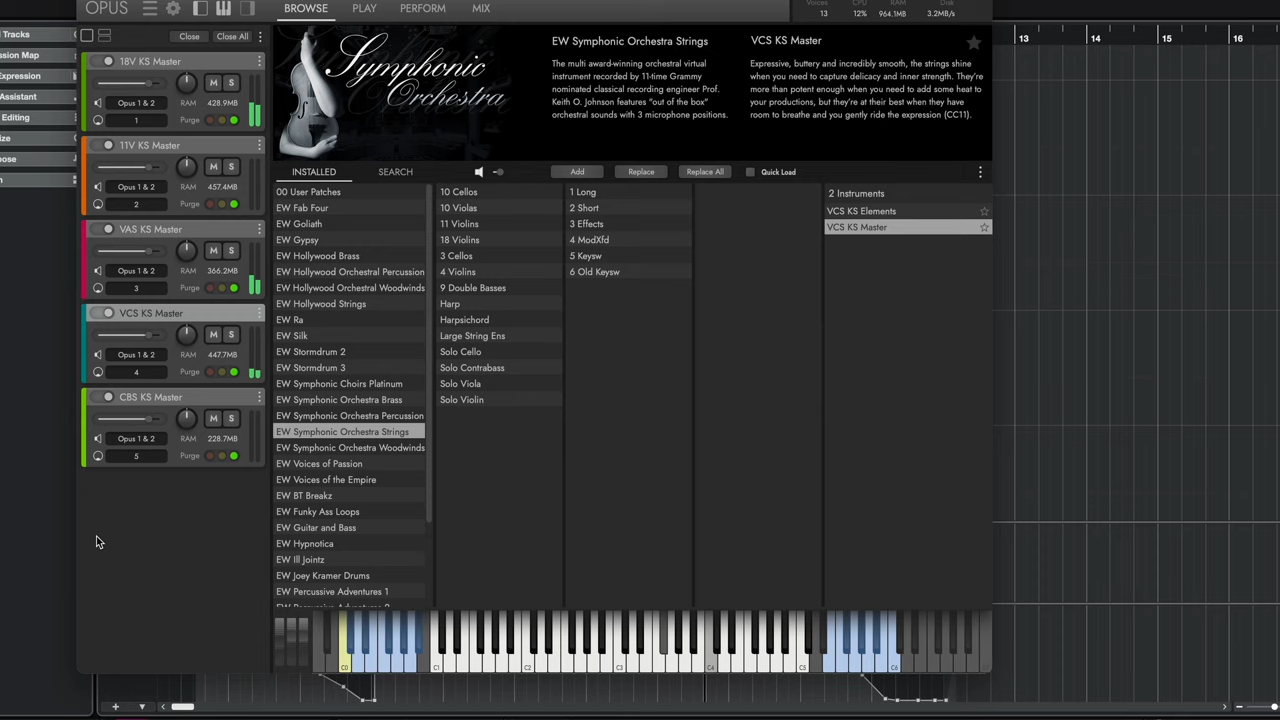 OPUS
BROWSE PLAY PERFORM MIX
Voices CPU RAM Disk
13 12% 964.1MB 3.2MB/s
Tracks
ssion Map
Expression
Assistant
Editing
ize
pose
Close Close All
18V KS Master
M S
Opus 1 & 2 RAM 428.9MB
1 Purge
11V KS Master
M S
Opus 1 & 2 RAM 457.4MB
2 Purge
VAS KS Master
M S
Opus 1 & 2 RAM 366.2MB
3 Purge
VCS KS Master
M S
Opus 1 & 2 RAM 447.7MB
4 Purge
CBS KS Master
M S
Opus 1 & 2 RAM 228.7MB
5 Purge
Symphonic
Orchestra
EW Symphonic Orchestra Strings
The multi award-winning orchestral virtual
instrument recorded by 11-time Grammy
nominated classical recording engineer Prof.
Keith O. Johnson features "out of the box"
orchestral sounds with 3 microphone positions.
VCS KS Master
Expressive, buttery and incredibly smooth, the strings shine
when you need to capture delicacy and inner strength. They're
more than potent enough when you need to add some heat to
your productions, but they're at their best when they have
room to breathe and you gently ride the expression (CC11).
INSTALLED SEARCH Add Replace Replace All Quick Load
00 User Patches
EW Fab Four
EW Goliath
EW Gypsy
EW Hollywood Brass
EW Hollywood Orchestral Percussion
EW Hollywood Orchestral Woodwinds
EW Hollywood Strings
EW Ra
EW Silk
EW Stormdrum 2
EW Stormdrum 3
EW Symphonic Choirs Platinum
EW Symphonic Orchestra Brass
EW Symphonic Orchestra Percussion
EW Symphonic Orchestra Strings
EW Symphonic Orchestra Woodwinds
EW Voices of Passion
EW Voices of the Empire
EW BT Breakz
EW Funky Ass Loops
EW Guitar and Bass
EW Hypnotica
EW Ill Jointz
EW Joey Kramer Drums
EW Percussive Adventures 1
EW Percussive Adventures 2
10 Cellos
10 Violas
11 Violins
18 Violins
3 Cellos
4 Violins
9 Double Basses
Harp
Harpsichord
Large String Ens
Solo Cello
Solo Contrabass
Solo Viola
Solo Violin
1 Long
2 Short
3 Effects
4 ModXfd
5 Keysw
6 Old Keysw
2 Instruments
VCS KS Elements
VCS KS Master
C0 C1 C2 C3 C4 C5 C6
13 14 15 16